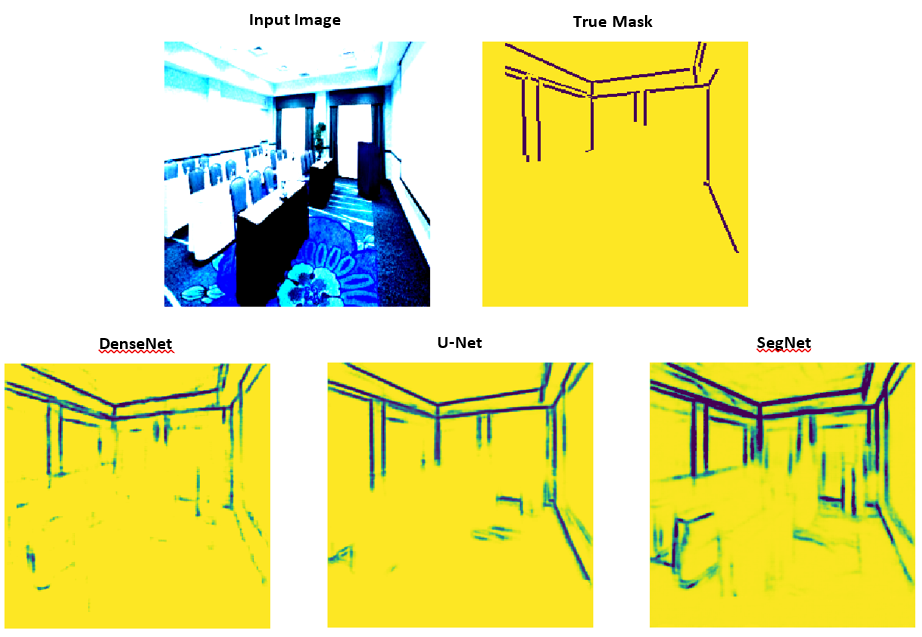 Input Image
True Mask
DenseNet
U-Net
SegNet